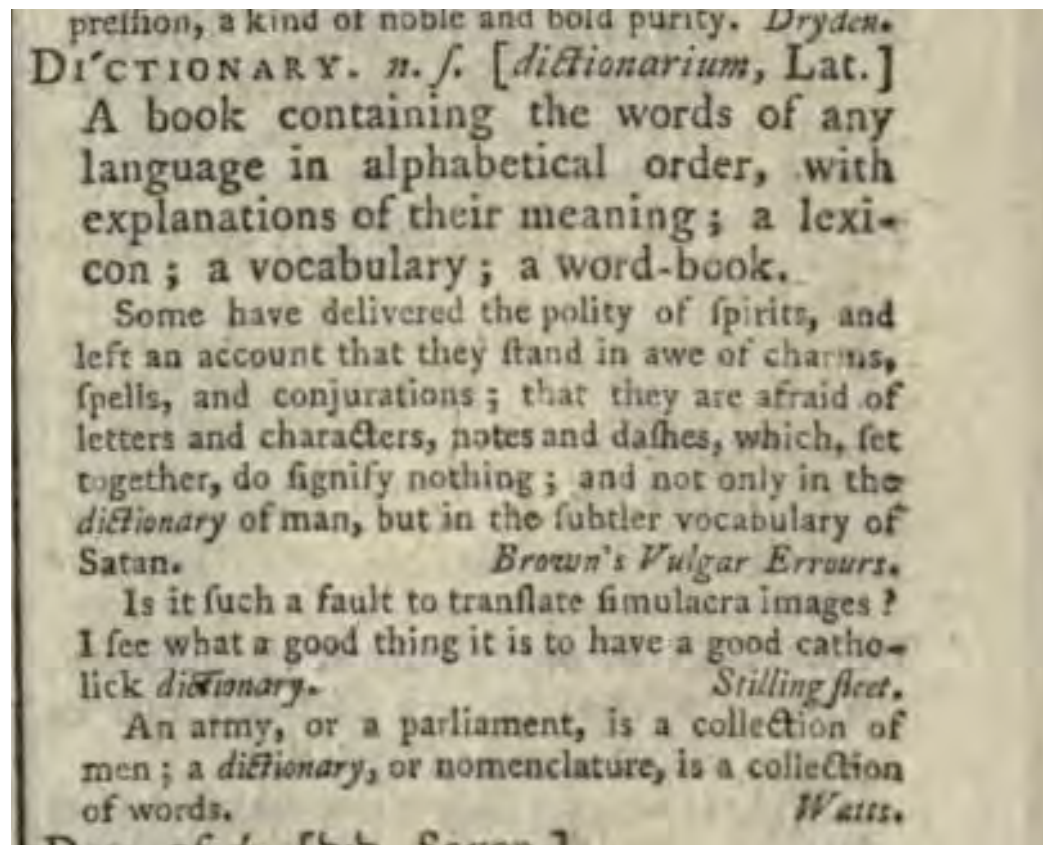 preſſion, a kind of noble and bold purity. Dryden.
DI'CTIONARY. n. ſ. [dictionarium, Lat.]
A book containing the words of any
language in alphabetical order, with
explanations of their meaning; a lexi-
con; a vocabulary; a word-book.
Some have delivered the polity of ſpirits, and
left an account that they ſtand in awe of charms,
ſpells, and conjurations; that they are afraid of
letters and characters, notes and daſhes, which, ſet
together, do ſignify nothing; and not only in the
dictionary of man, but in the ſubtler vocabulary of
Satan. Brown's Vulgar Errours.
Is it ſuch a fault to tranſlate ſimulacra images?
I ſee what a good thing it is to have a good catho-
lick dictionary. Stillingfleet.
An army, or a parliament, is a collection of
men; a dictionary, or nomenclature, is a collection
of words. Watts.